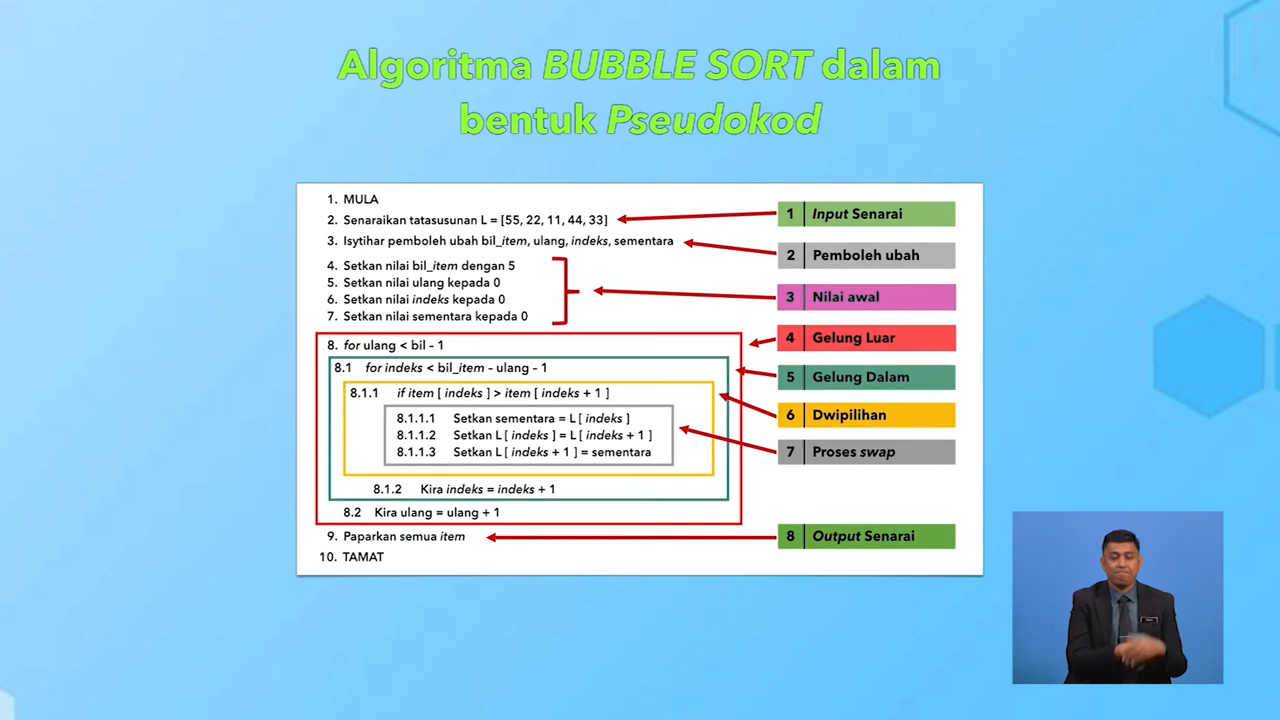 Algoritma BUBBLE SORT dalam
bentuk Pseudokod
1. MULA
2. Senaraikan tatasusunan L = [55, 22, 11, 44, 33]
3. Isytihar pemboleh ubah bil_item, ulang, indeks, sementara
4. Setkan nilai bil_item dengan 5
5. Setkan nilai ulang kepada 0
6. Setkan nilai indeks kepada 0
7. Setkan nilai sementara kepada 0
8. for ulang < bil – 1
8.1 for indeks < bil_item – ulang – 1
8.1.1 if item [ indeks ] > item [ indeks + 1 ]
8.1.1.1 Setkan sementara = L [ indeks ]
8.1.1.2 Setkan L [ indeks ] = L [ indeks + 1 ]
8.1.1.3 Setkan L [ indeks + 1 ] = sementara
8.1.2 Kira indeks = indeks + 1
8.2 Kira ulang = ulang + 1
9. Paparkan semua item
10. TAMAT
1 Input Senarai
2 Pemboleh ubah
3 Nilai awal
4 Gelung Luar
5 Gelung Dalam
6 Dwipilihan
7 Proses swap
8 Output Senarai